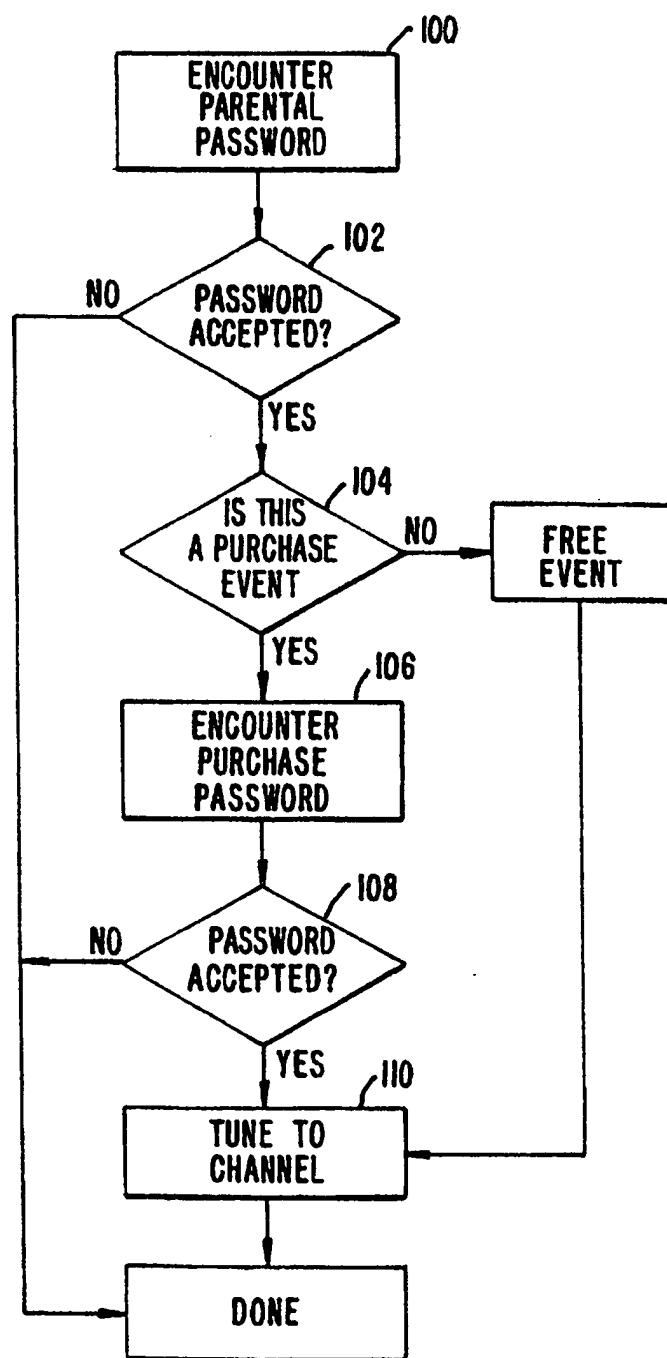 100
ENCOUNTER
PARENTAL
PASSWORD
102
NO
PASSWORD
ACCEPTED?
YES
104
IS THIS
A PURCHASE
EVENT
NO
FREE
EVENT
YES
106
ENCOUNTER
PURCHASE
PASSWORD
108
NO
PASSWORD
ACCEPTED?
YES
110
TUNE TO
CHANNEL
DONE